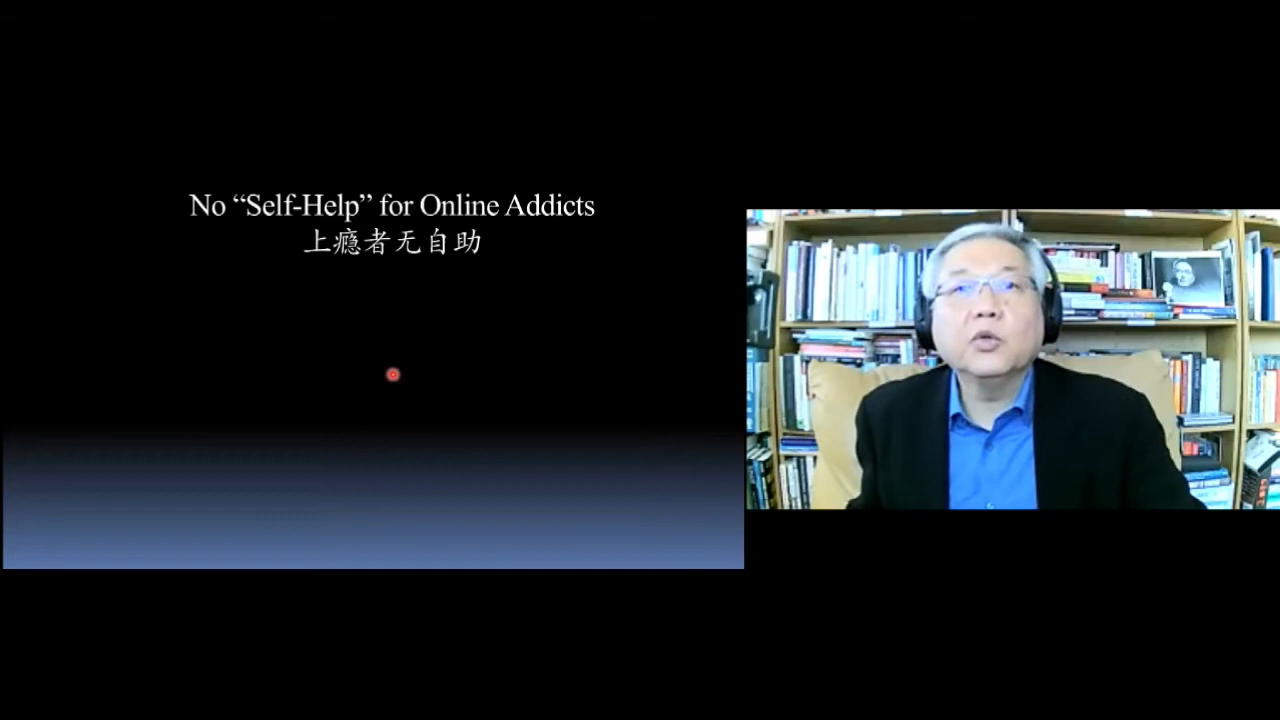 No “Self-Help” for Online Addicts
上瘾者无自助